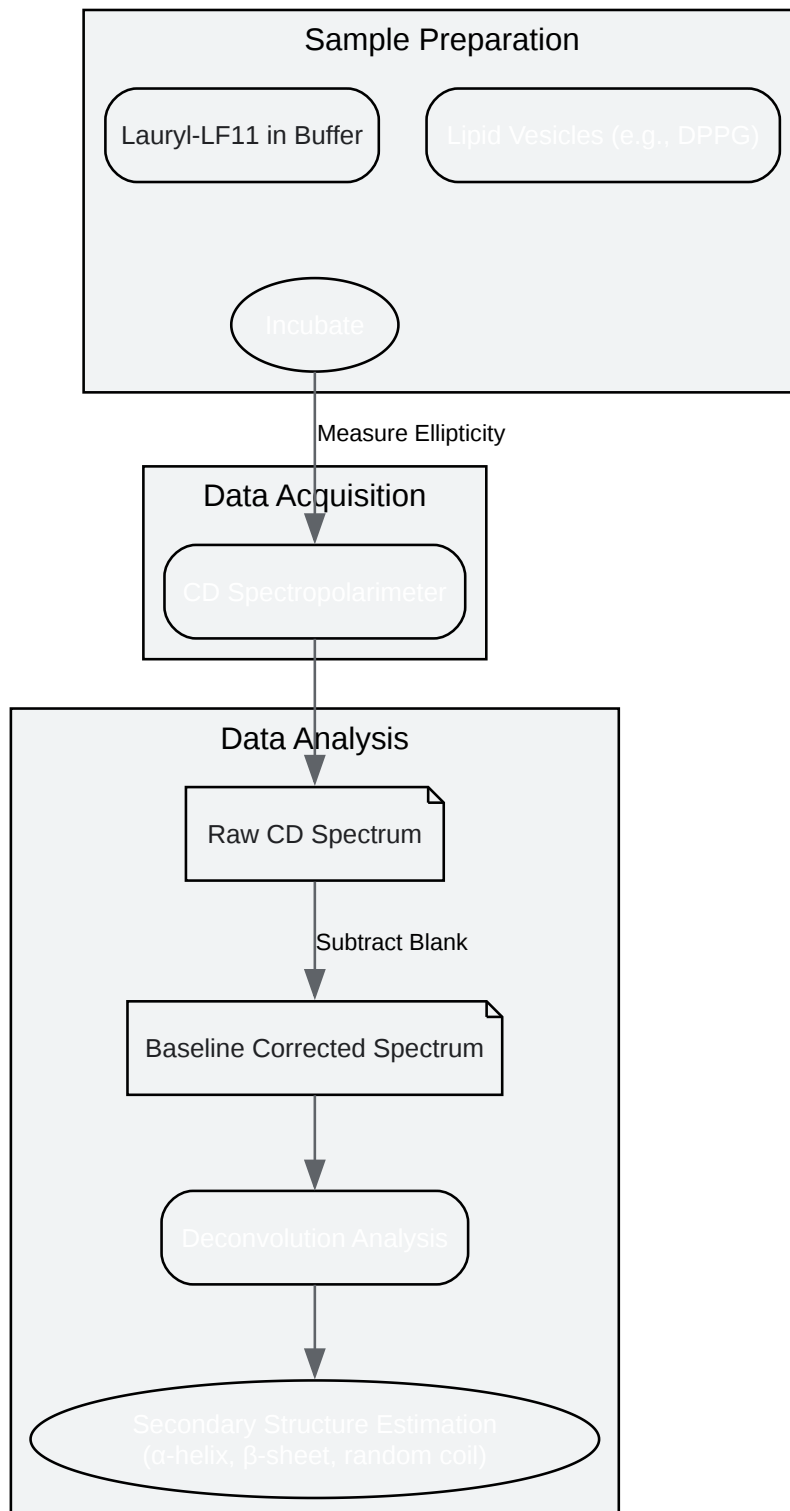 Sample Preparation
Lauryl-LF11 in Buffer
Lipid Vesicles (e.g., DPPG)
Incubate
Measure Ellipticity
Data Acquisition
CD Spectropolarimeter
Data Analysis
Raw CD Spectrum
Subtract Blank
Baseline Corrected Spectrum
Deconvolution Analysis
Secondary Structure Estimation
(α-helix, β-sheet, random coil)